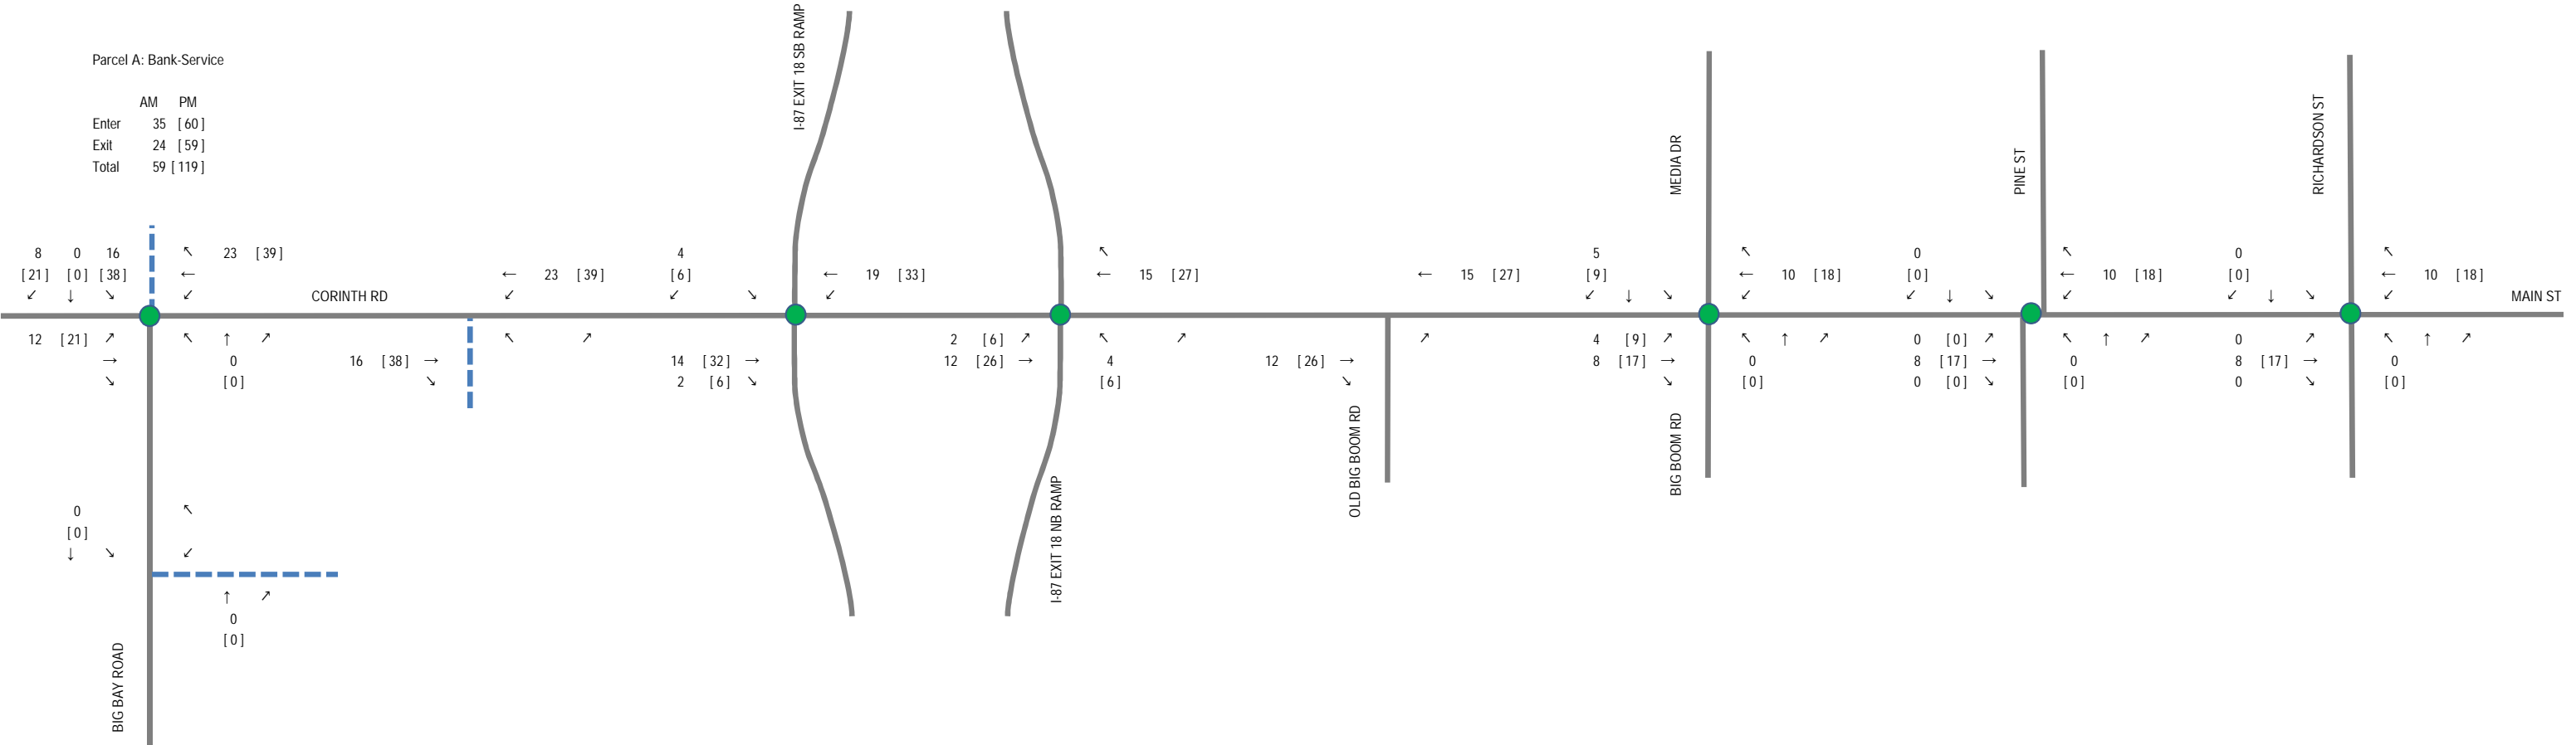 I-87 EXIT 18 SB RAMP
Parcel A: Bank-Service
AM PM
Enter 35 [ 60 ]
Exit 24 [ 59 ]
Total 59 [ 119 ]
MEDIA DR
PINE ST
RICHARDSON ST
8 0 16 ↖ 23 [ 39 ] 4 ↖ 5 ↖ 0 ↖ 0 ↖
[ 21 ] [ 0 ] [ 38 ] ← ← 23 [ 39 ] [ 6 ] ← 19 [ 33 ] ← 15 [ 27 ] ← 15 [ 27 ] [ 9 ] ← 10 [ 18 ] [ 0 ] ← 10 [ 18 ] [ 0 ] ← 10 [ 18 ]
↙ ↓ ↘ ↙ CORINTH RD ↙ ↙ ↘ ↙ ↙ ↓ ↘ ↙ ↙ ↓ ↘ ↙ ↙ ↓ ↘ ↙ MAIN ST
12 [ 21 ] ↗ ↖ ↑ ↗ ↖ ↗ 2 [ 6 ] ↗ ↖ ↗ ↗ 4 [ 9 ] ↗ ↖ ↑ ↗ 0 [ 0 ] ↗ ↖ ↑ ↗ 0 ↗ ↖ ↑ ↗
→ 0 16 [ 38 ] → 14 [ 32 ] → 12 [ 26 ] → 4 12 [ 26 ] → 8 [ 17 ] → 0 8 [ 17 ] → 0 8 [ 17 ] → 0
↘ [ 0 ] ↘ 2 [ 6 ] ↘ [ 6 ] ↘ ↘ [ 0 ] 0 [ 0 ] ↘ [ 0 ] 0 ↘ [ 0 ]
OLD BIG BOOM RD
BIG BOOM RD
I-87 EXIT 18 NB RAMP
0 ↖
[ 0 ]
↓ ↘ ↙
↑ ↗
0
[ 0 ]
BIG BAY ROAD